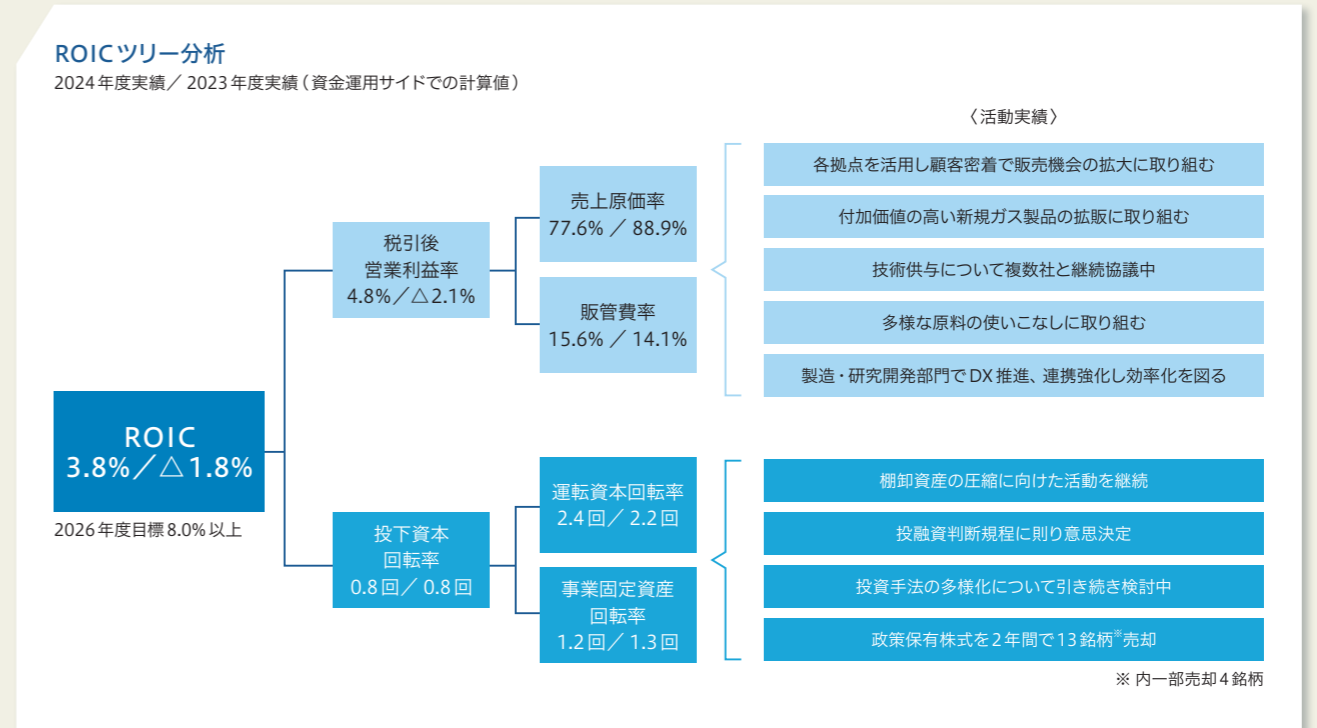 ROICツリー分析
2024年度実績／2023年度実績（資金運用サイドでの計算値）
〈活動実績〉
ROIC
3.8%／△1.8%
2026年度目標8.0%以上
税引後
営業利益率
4.8%／△2.1%
売上原価率
77.6%／88.9%
販管費率
15.6%／14.1%
各拠点を活用し顧客密着で販売機会の拡大に取り組む
付加価値の高い新規ガス製品の拡販に取り組む
技術供与について複数社と継続協議中
多様な原料の使いこなしに取り組む
製造・研究開発部門でDX推進、連携強化し効率化を図る
投下資本
回転率
0.8回／0.8回
運転資本回転率
2.4回／2.2回
事業固定資産
回転率
1.2回／1.3回
棚卸資産の圧縮に向けた活動を継続
投融資判断規程に則り意思決定
投資手法の多様化について引き続き検討中
政策保有株式を2年間で13銘柄※売却
※ 内一部売却4銘柄